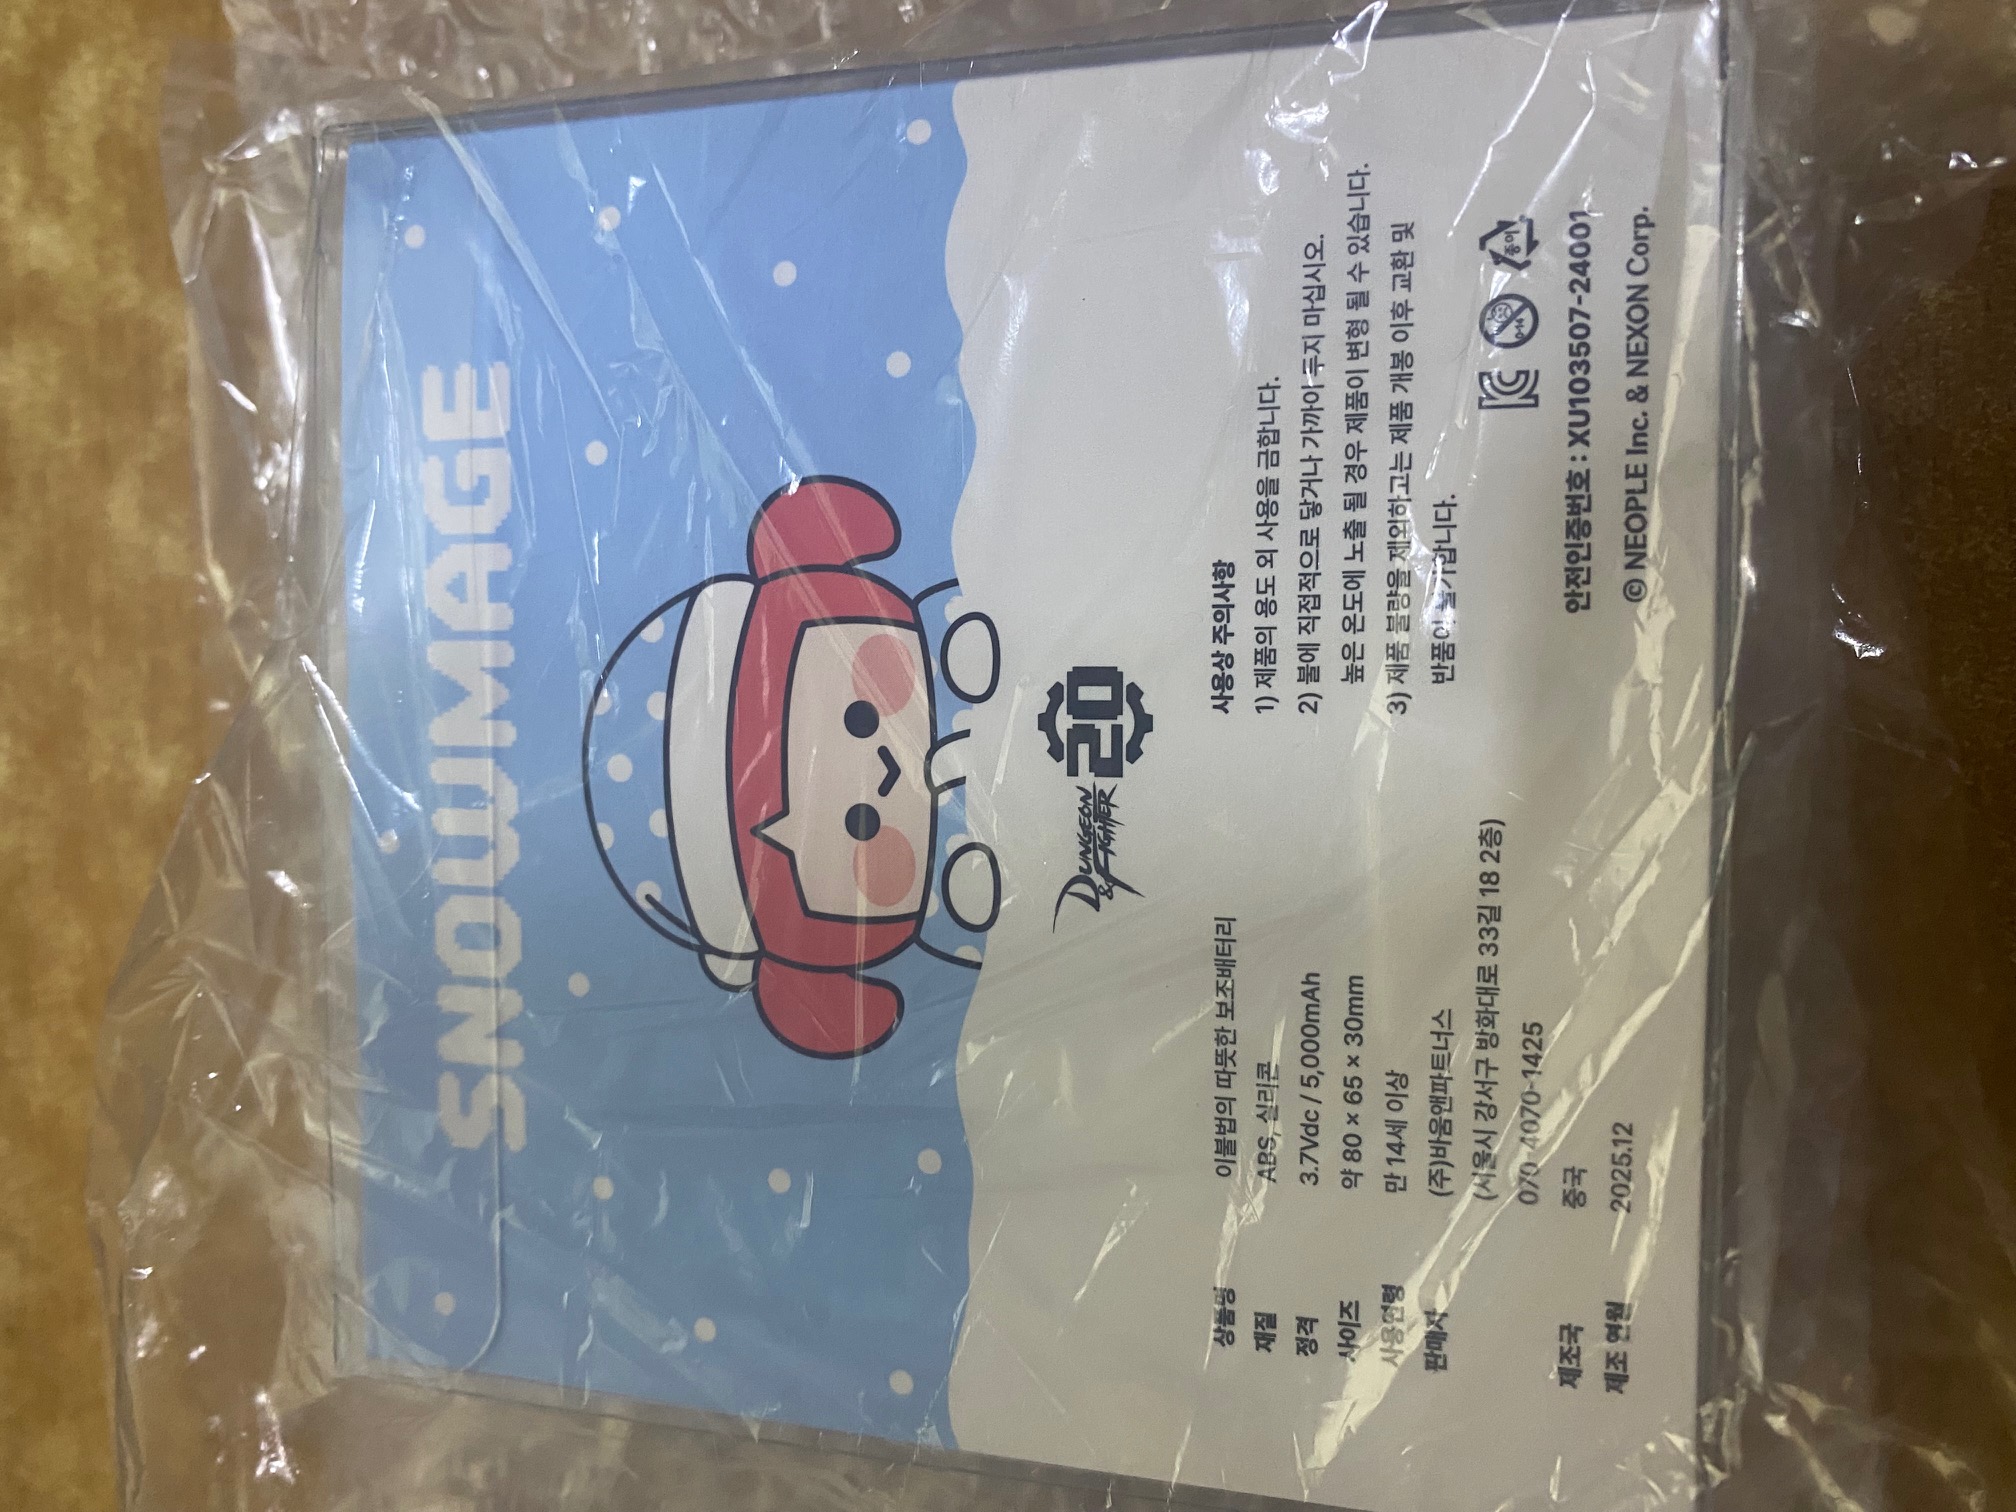 SNOWMAGE
DUNGEON
& FIGHTER
20
상품명 이불법의 따뜻한 보조배터리
재질 ABS, 실리콘
정격 3.7Vdc / 5,000mAh
사이즈 약 80 × 65 × 30mm
사용연령 만 14세 이상
판매자 (주)바움앤파트너스
(서울시 강서구 방화대로 33길 18 2층)
070-4070-1425
제조국 중국
제조 연월 2025.12
사용상 주의사항
1) 제품의 용도 외 사용을 금합니다.
2) 불에 직접적으로 닿거나 가까이 두지 마십시오.
높은 온도에 노출 될 경우 제품이 변형 될 수 있습니다.
3) 제품 불량을 제외하고는 제품 개봉 이후 교환 및
반품이 불가합니다.
0-14
종이
안전인증번호 : XU103507-24001
© NEOPLE Inc. & NEXON Corp.